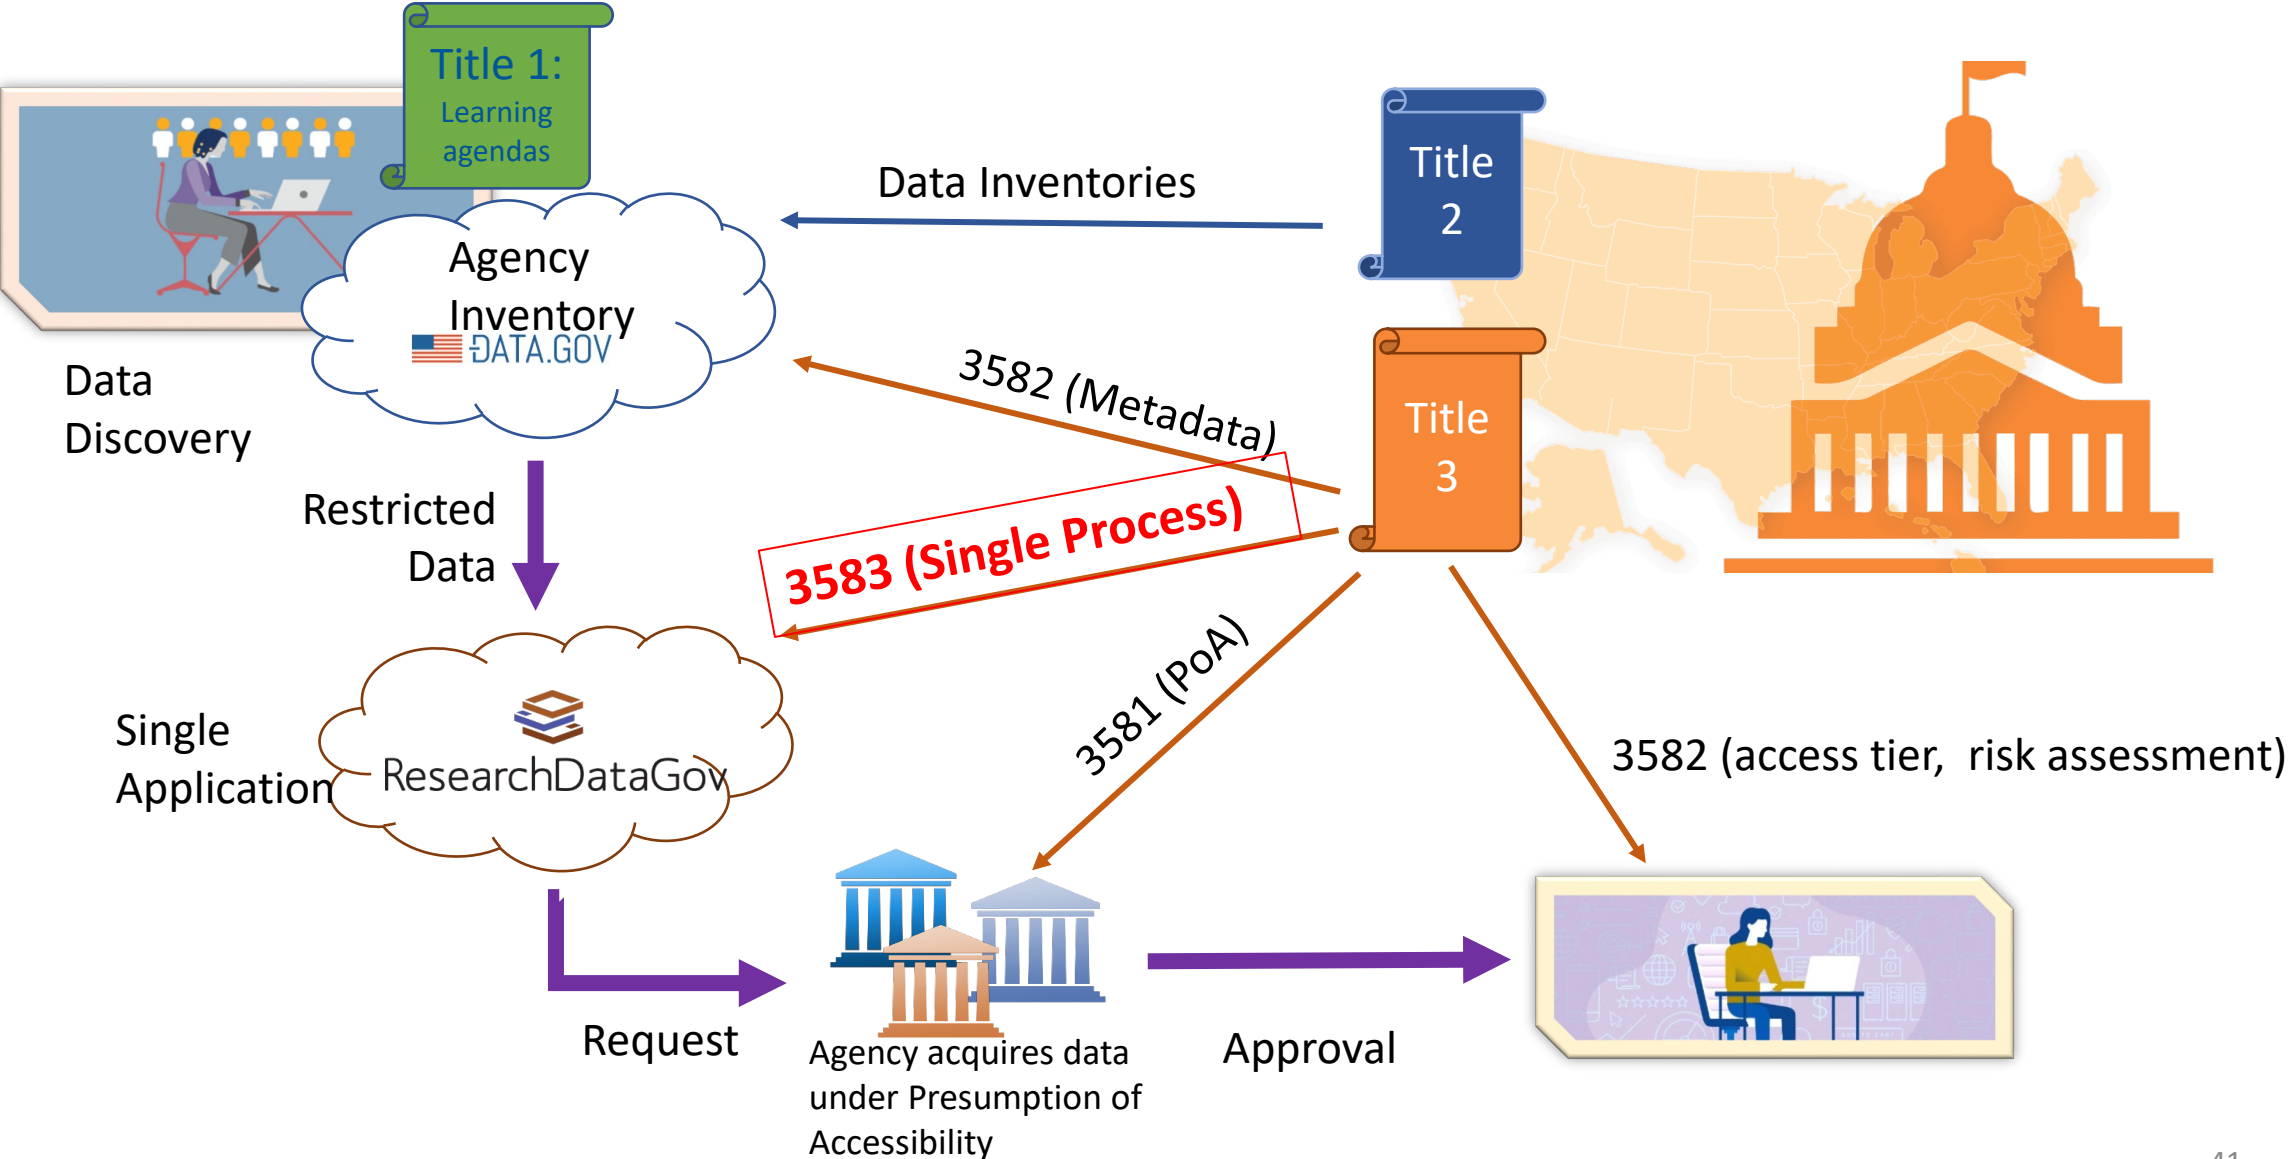 Title 1:
Learning
agendas
Data Inventories
Title
2
Agency
Inventory
DATA.GOV
Data
Discovery
3582 (Metadata)
Title
3
3583 (Single Process)
Restricted
Data
3581 (PoA)
Single
Application
ResearchDataGov
3582 (access tier,  risk assessment)
Request
Agency acquires data
under Presumption of
Accessibility
Approval
41